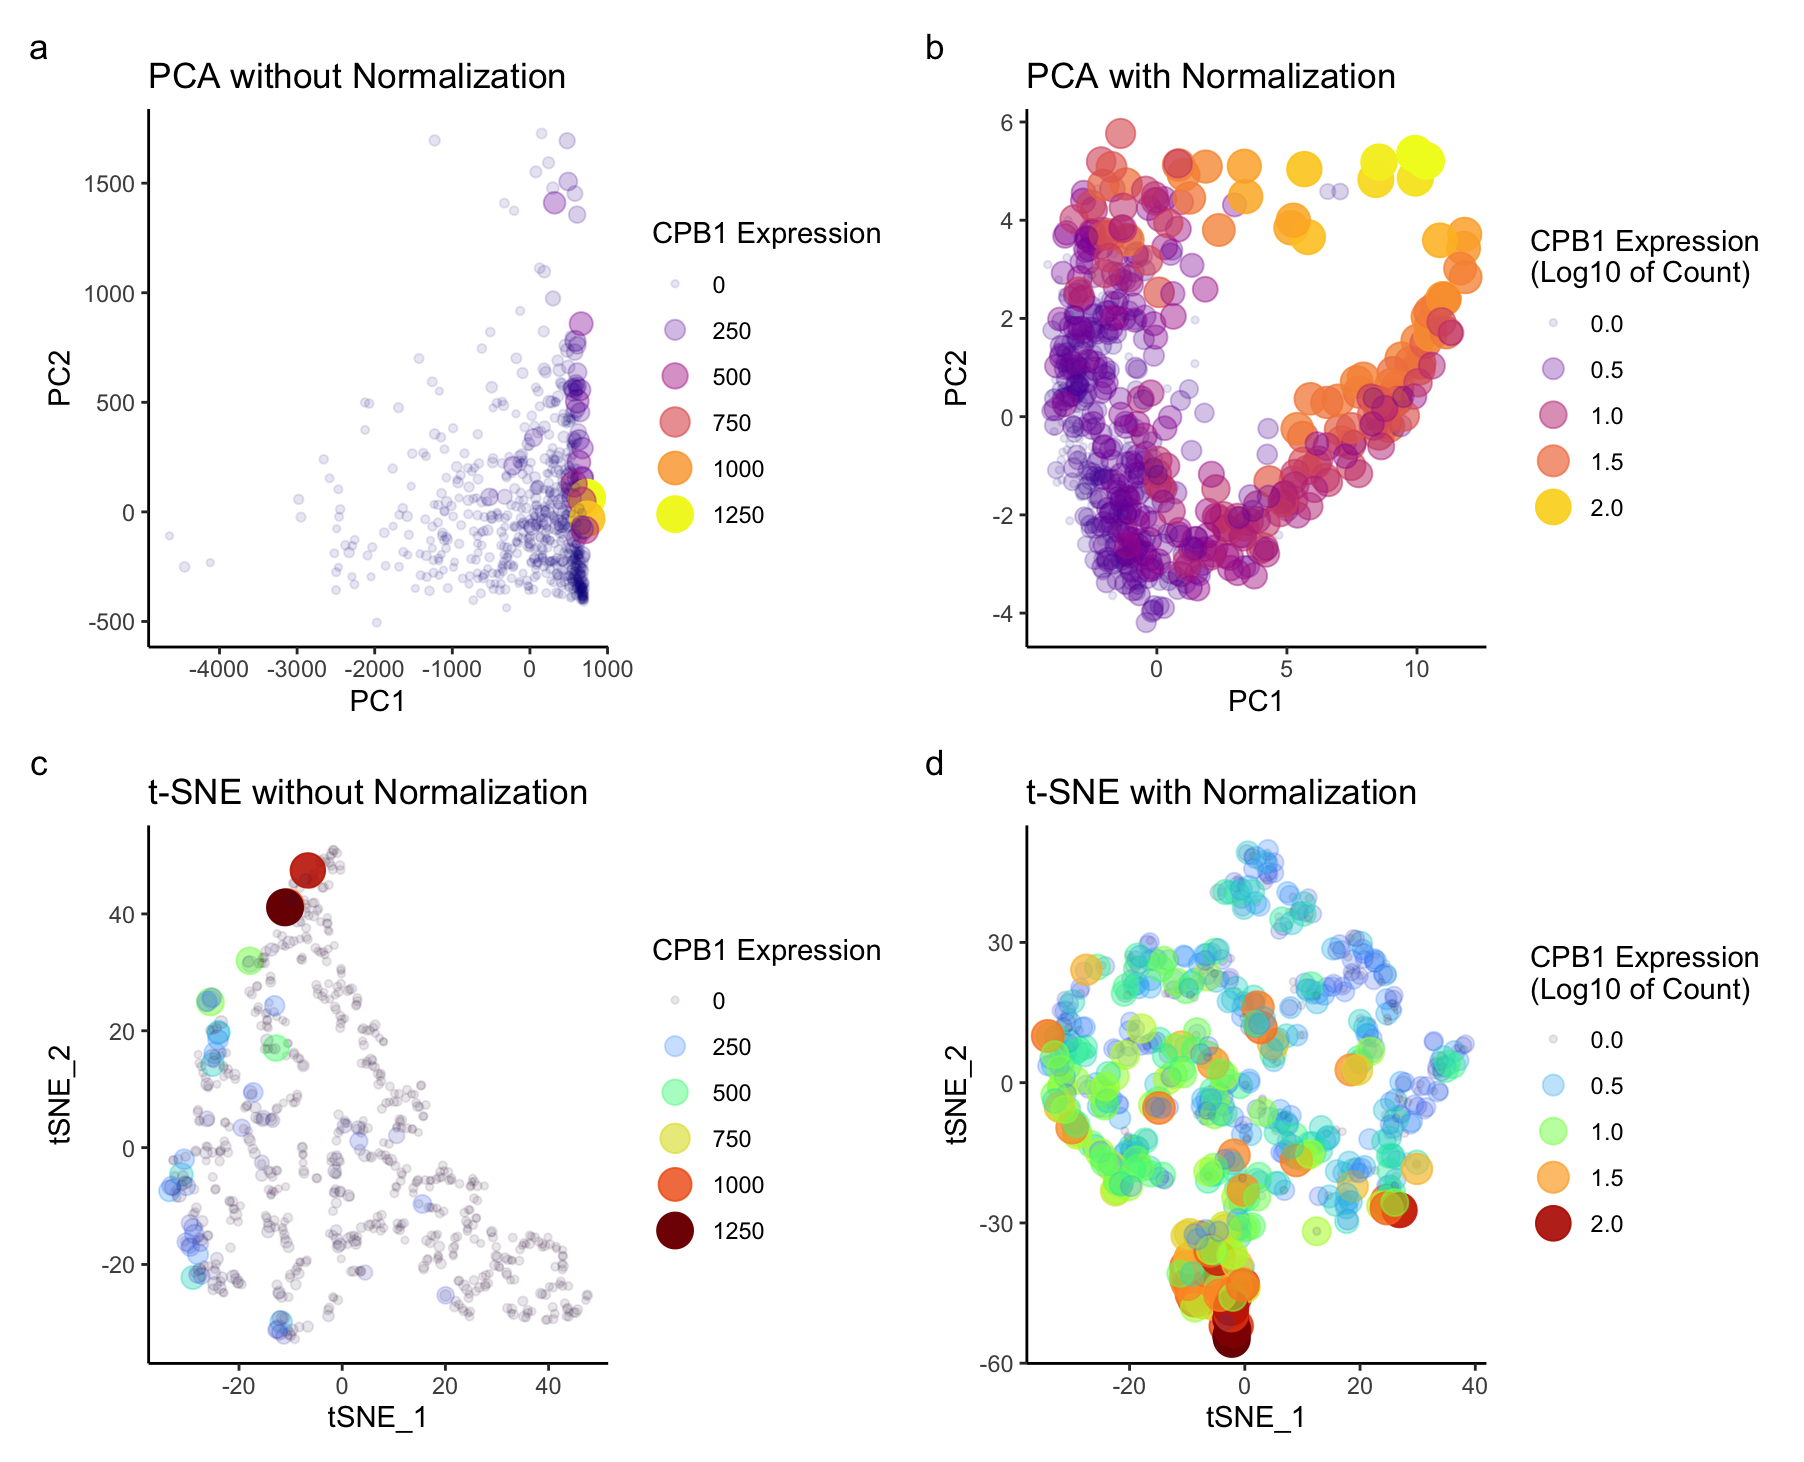 a
PCA without Normalization
PC2
1500
1000
500
0
-500
-4000 -3000 -2000 -1000 0 1000
PC1
CPB1 Expression
0
250
500
750
1000
1250
b
PCA with Normalization
PC2
6
4
2
0
-2
-4
0 5 10
PC1
CPB1 Expression
(Log10 of Count)
0.0
0.5
1.0
1.5
2.0
c
t-SNE without Normalization
tSNE_2
40
20
0
-20
-20 0 20 40
tSNE_1
CPB1 Expression
0
250
500
750
1000
1250
d
t-SNE with Normalization
tSNE_2
30
0
-30
-60
-20 0 20 40
tSNE_1
CPB1 Expression
(Log10 of Count)
0.0
0.5
1.0
1.5
2.0